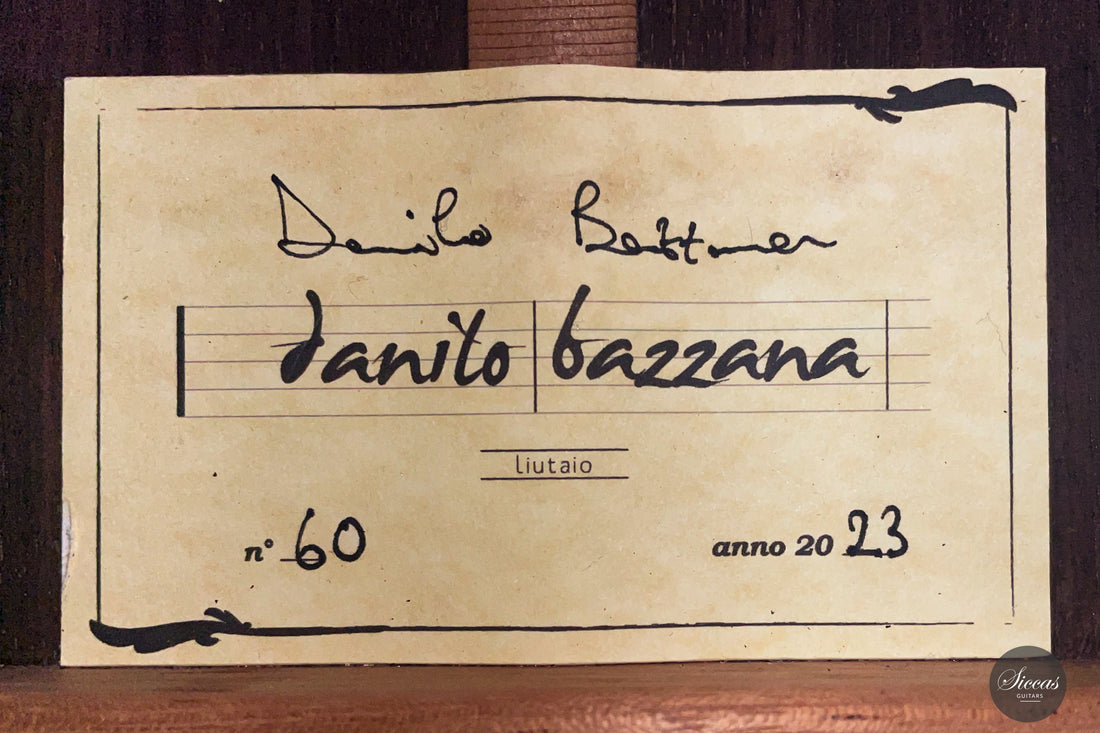 Danilo
danilo bazzana
liutaio
n° 60
anno 2023
Siccas
GUITARS